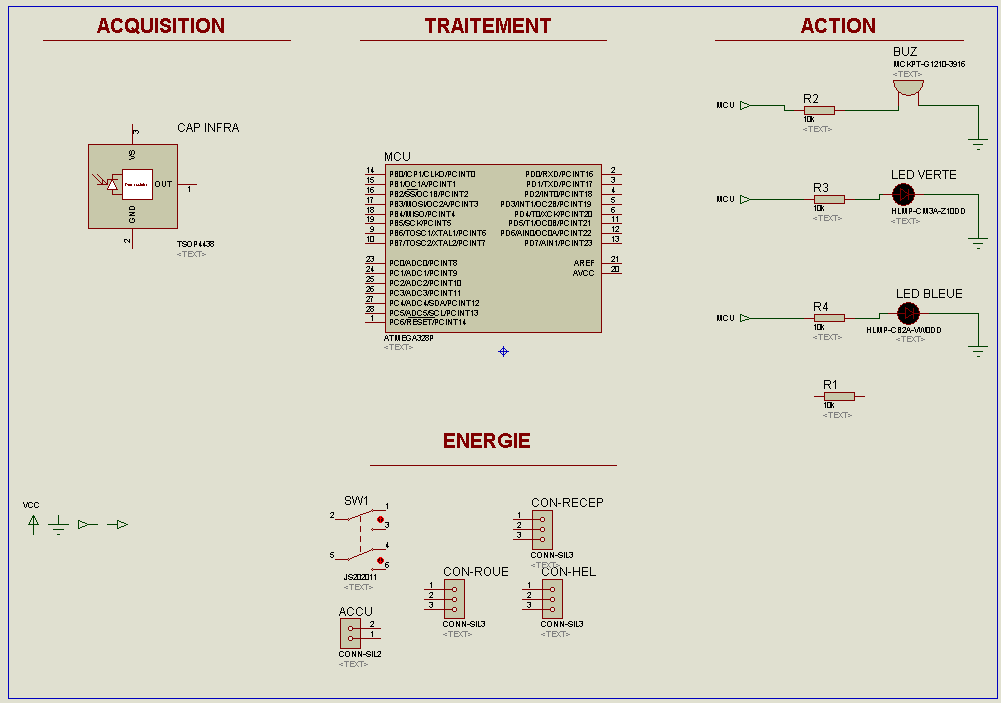 ACQUISITION
TRAITEMENT
ACTION
CAP INFRA
3
VS
OUT
1
GND
2
TSOP4438
<TEXT>
MCU
14 PB0/ICP1/CLKO/PCINT0
15 PB1/OC1A/PCINT1
16 PB2/SS/OC1B/PCINT2
17 PB3/MOSI/OC2A/PCINT3
18 PB4/MISO/PCINT4
19 PB5/SCK/PCINT5
9 PB6/TOSC1/XTAL1/PCINT6
10 PB7/TOSC2/XTAL2/PCINT7
23 PC0/ADC0/PCINT8
24 PC1/ADC1/PCINT9
25 PC2/ADC2/PCINT10
26 PC3/ADC3/PCINT11
27 PC4/ADC4/SDA/PCINT12
28 PC5/ADC5/SCL/PCINT13
1 PC6/RESET/PCINT14
PD0/RXD/PCINT16 2
PD1/TXD/PCINT17 3
PD2/INT0/PCINT18 4
PD3/INT1/OC2B/PCINT19 5
PD4/T0/XCK/PCINT20 6
PD5/T1/OC0B/PCINT21 11
PD6/AIN0/OC0A/PCINT22 12
PD7/AIN1/PCINT23 13
AREF 21
AVCC 20
ATMEGA328P
<TEXT>
BUZ
MCKPT-G1210-3916
<TEXT>
MCU
R2
10k
<TEXT>
LED VERTE
MCU
R3
10k
<TEXT>
HLMP-CM3A-Z10DD
<TEXT>
LED BLEUE
MCU
R4
10k
<TEXT>
HLMP-CB2A-VW0DD
<TEXT>
R1
10k
<TEXT>
ENERGIE
VCC
SW1
2
1
3
5
4
6
JS202011
<TEXT>
CON-RECEP
1
2
3
CONN-SIL3
<TEXT>
CON-ROUE
1
2
3
CONN-SIL3
<TEXT>
CON-HEL
1
2
3
CONN-SIL3
<TEXT>
ACCU
2
1
CONN-SIL2
<TEXT>